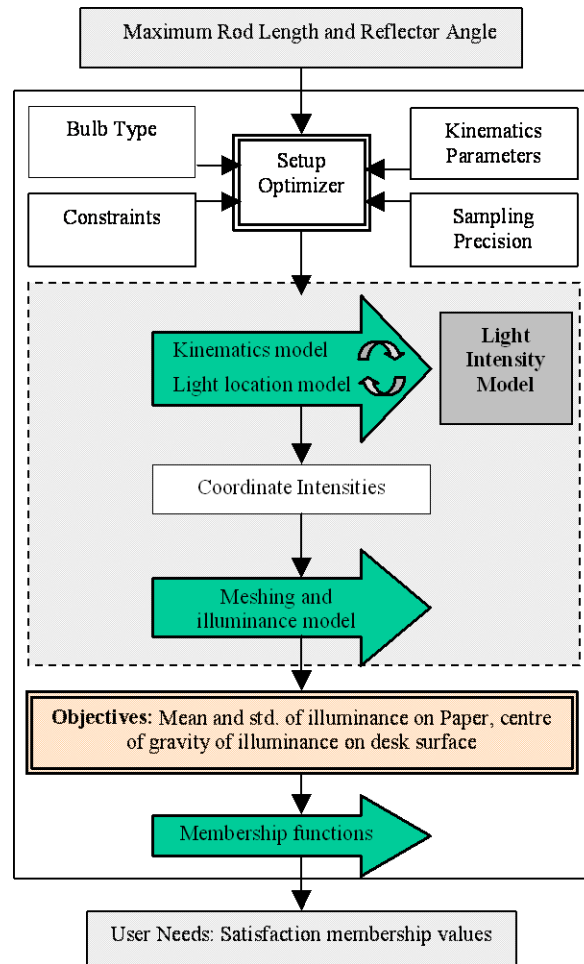 Maximum Rod Length and Reflector Angle
Bulb Type
Setup
Optimizer
Kinematics
Parameters
Constraints
Sampling
Precision
Kinematics model
Light location model
Light
Intensity
Model
Coordinate Intensities
Meshing and
illuminance model
Objectives: Mean and std. of illuminance on Paper, centre
of gravity of illuminance on desk surface
Membership functions
User Needs: Satisfaction membership values